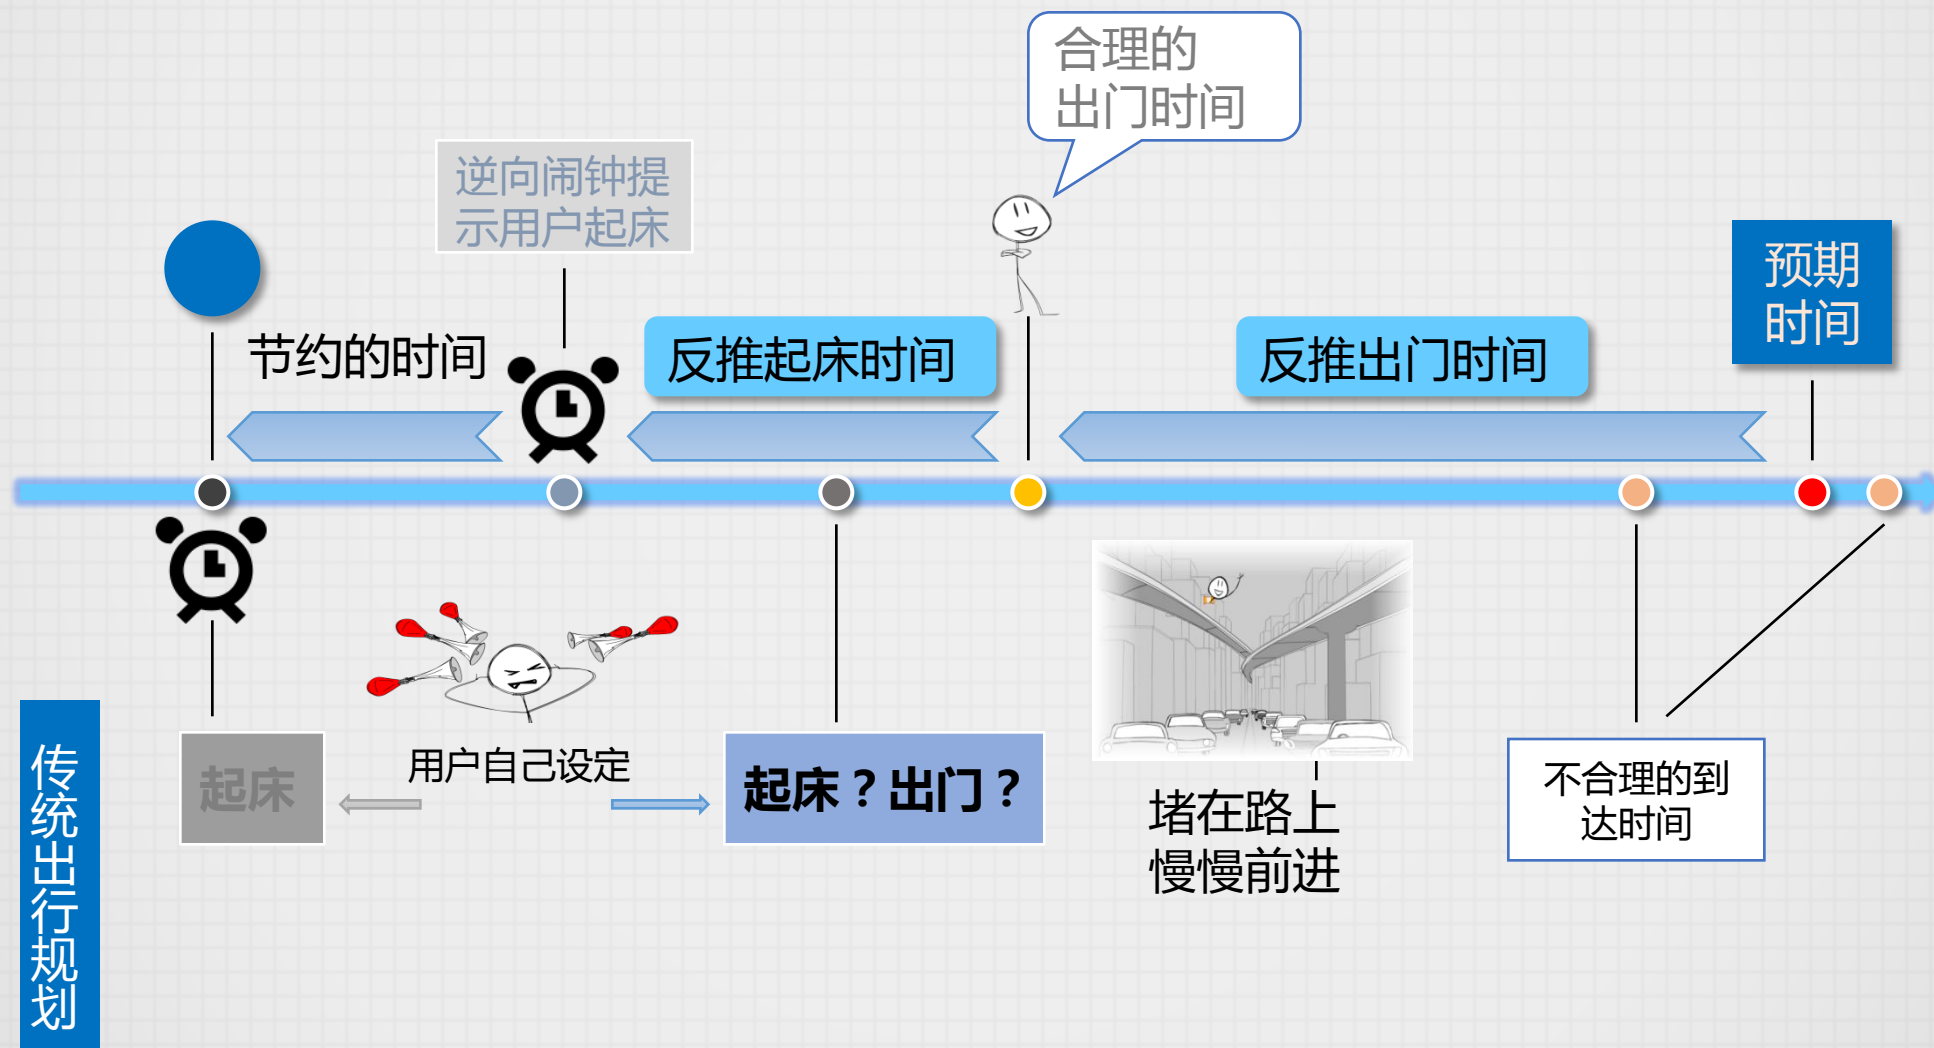 合理的
出门时间
逆向闹钟提
示用户起床
预期
时间
节约的时间
反推起床时间
反推出门时间
传统出行规划
起床
用户自己设定
起床？出门？
堵在路上
慢慢前进
不合理的到
达时间